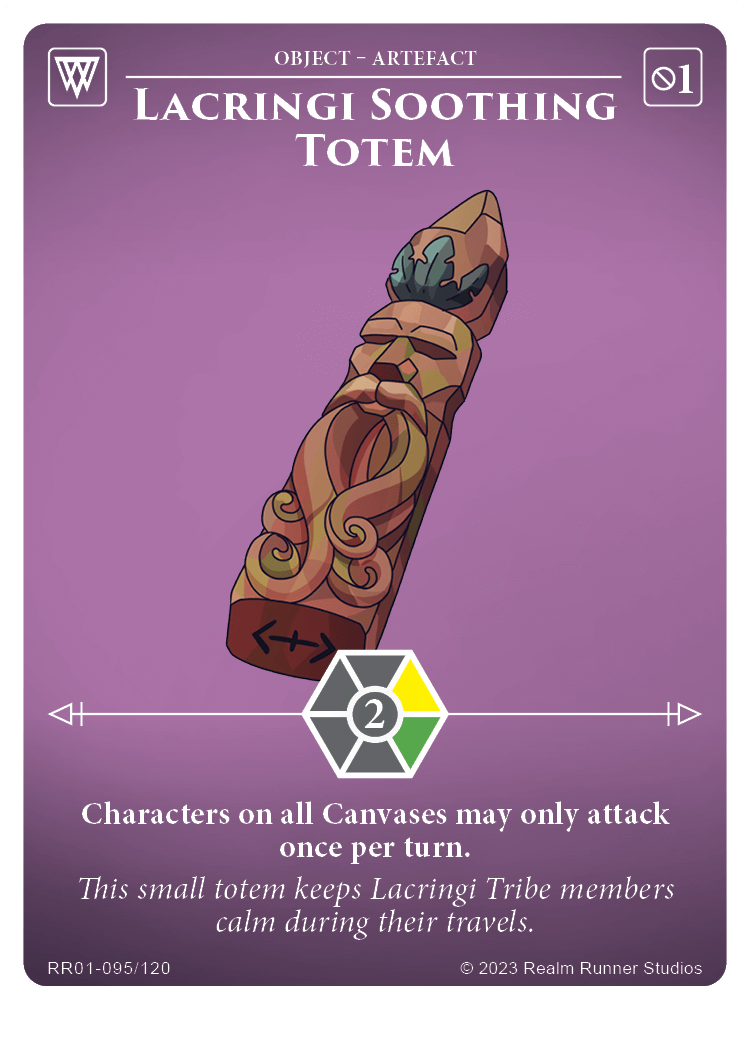 OBJECT – ARTEFACT
1
LACRINGI SOOTHING
TOTEM
2
Characters on all Canvases may only attack
once per turn.
This small totem keeps Lacringi Tribe members
calm during their travels.
RR01-095/120
© 2023 Realm Runner Studios